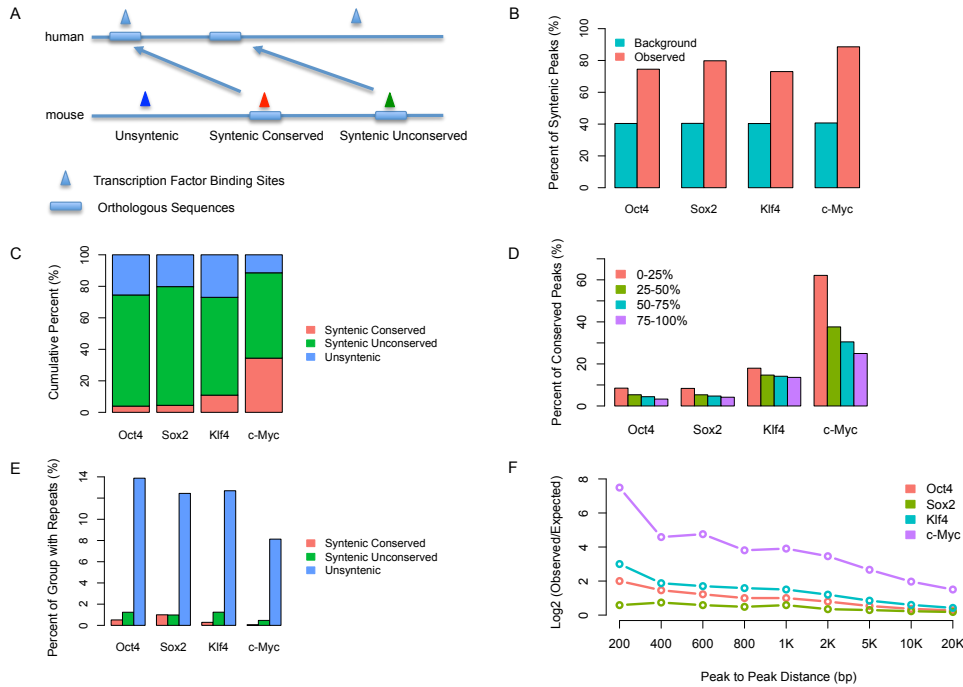 A
human
mouse
Unsyntenic
Syntenic Conserved
Syntenic Unconserved
Transcription Factor Binding Sites
Orthologous Sequences
B
Percent of Syntenic Peaks (%)
0
20
40
60
80
100
Background
Observed
Oct4
Sox2
Klf4
c-Myc
C
Cumulative Percent (%)
0
20
40
60
80
100
Oct4
Sox2
Klf4
c-Myc
Syntenic Conserved
Syntenic Unconserved
Unsyntenic
D
Percent of Conserved Peaks (%)
0
20
40
60
0-25%
25-50%
50-75%
75-100%
Oct4
Sox2
Klf4
c-Myc
E
Percent of Group with Repeats (%)
0
2
4
6
8
10
12
14
Oct4
Sox2
Klf4
c-Myc
Syntenic Conserved
Syntenic Unconserved
Unsyntenic
F
Log2 (Observed/Expected)
0
2
4
6
8
Oct4
Sox2
Klf4
c-Myc
200
400
600
800
1K
2K
5K
10K
20K
Peak to Peak Distance (bp)